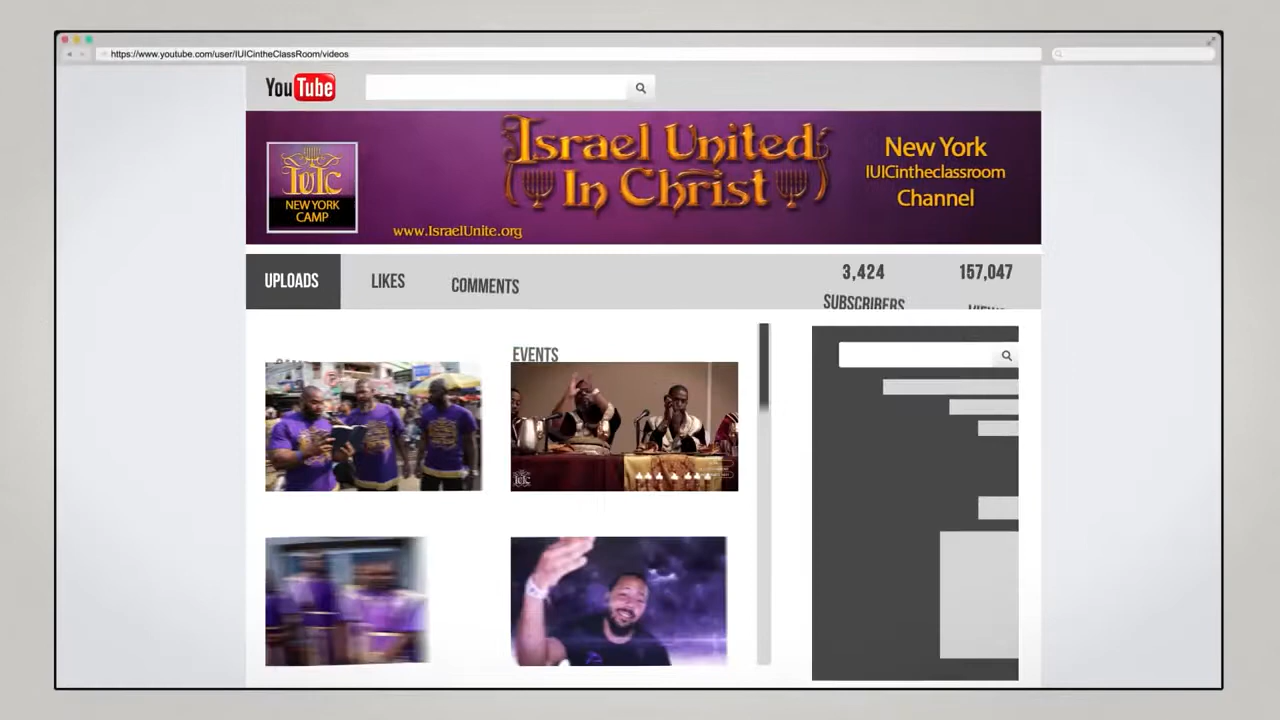 https://www.youtube.com/user/IUICintheClassRoom/videos
YouTube
Israel United
In Christ
New York
IUICintheclassroom
Channel
IUIC
NEW YORK
CAMP
www.IsraelUnite.org
UPLOADS
LIKES
COMMENTS
3,424
SUBSCRIBERS
157,047
EVENTS
IUIC